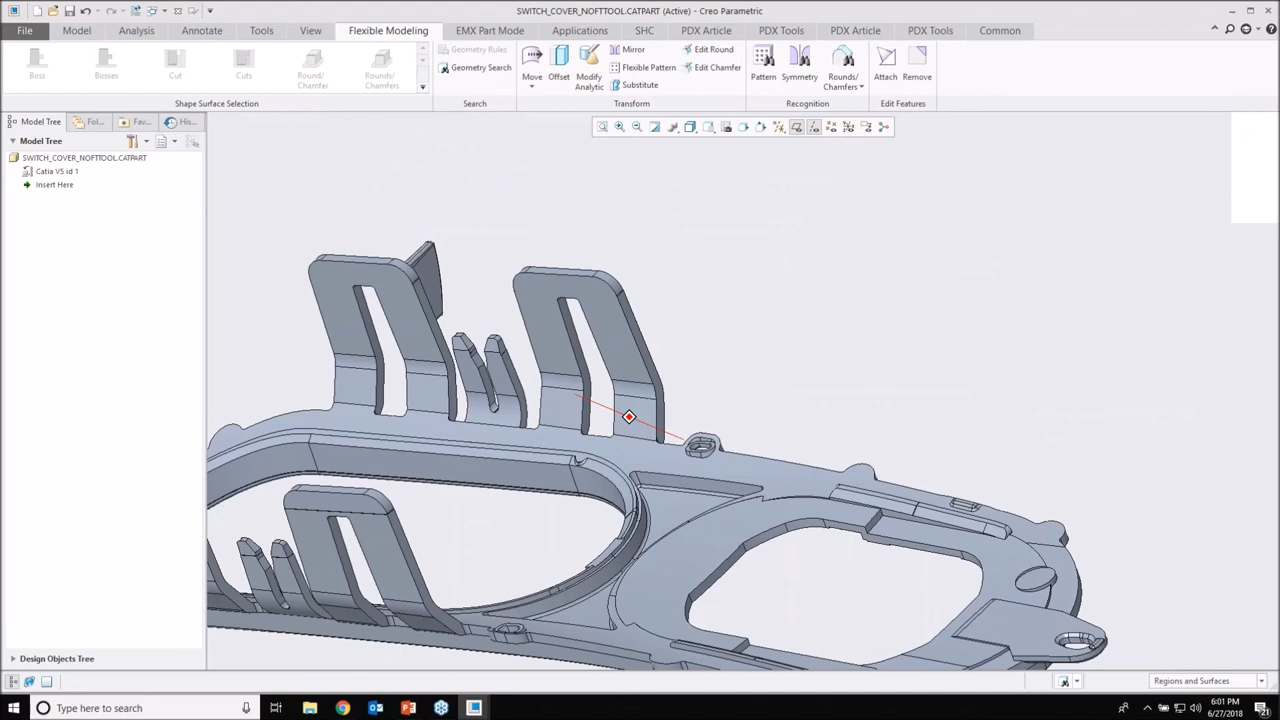 SWITCH_COVER_NOFTTOOL.CATPART (Active) - Creo Parametric
File Model Analysis Annotate Tools View Flexible Modeling EMX Part Mode Applications SHC PDX Article PDX Tools PDX Article PDX Tools Common
Boss Bosses Cut Cuts Round/ Chamfer Rounds/ Chamfers
Shape Surface Selection
Geometry Rules
Geometry Search
Search
Move Offset Modify Analytic
Mirror Edit Round
Flexible Pattern Edit Chamfer
Substitute
Transform
Pattern Symmetry Rounds/ Chamfers
Recognition
Attach Remove
Edit Features
Model Tree Fol... Fav... His...
Model Tree
SWITCH_COVER_NOFTTOOL.CATPART
Catia V5 id 1
Insert Here
Design Objects Tree
Regions and Surfaces
Type here to search
6:01 PM
6/27/2018